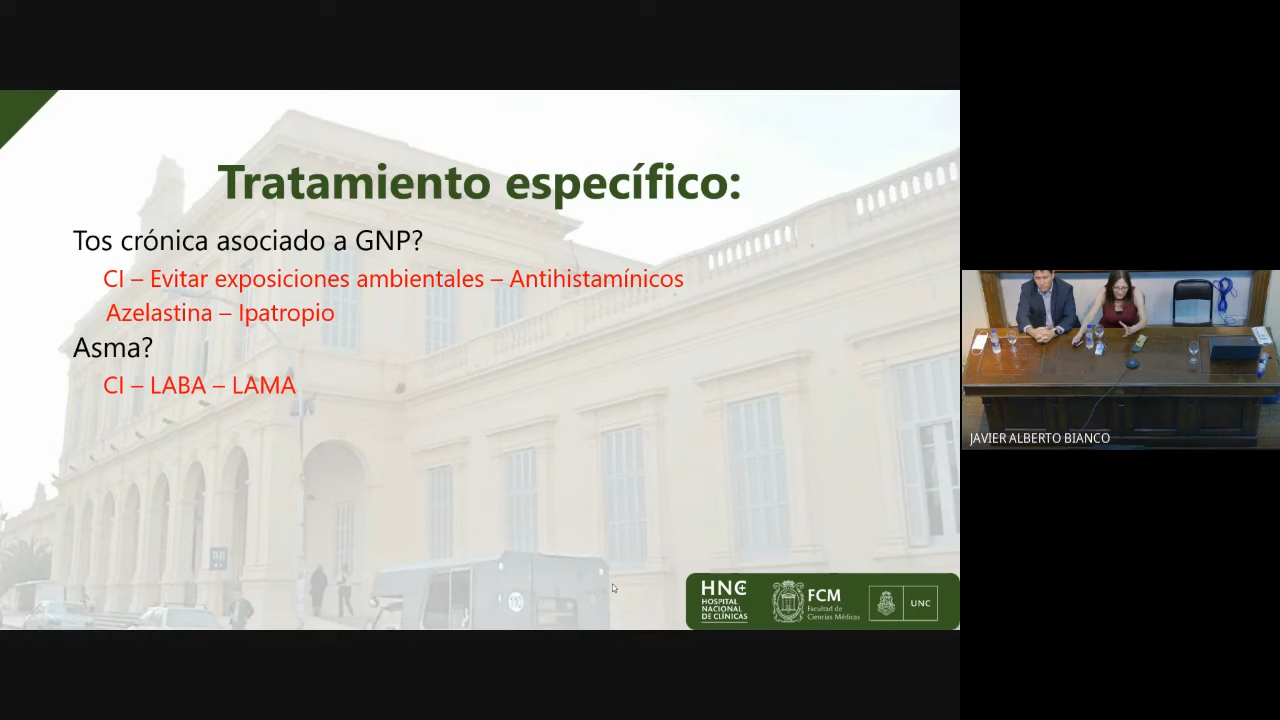 Tratamiento específico:
Tos crónica asociado a GNP?
CI – Evitar exposiciones ambientales – Antihistamínicos
Azelastina – Ipatropio
Asma?
CI – LABA – LAMA
HNC
HOSPITAL
NACIONAL
DE CLÍNICAS
FCM
Facultad de
Ciencias Médicas
UNC
JAVIER ALBERTO BIANCO